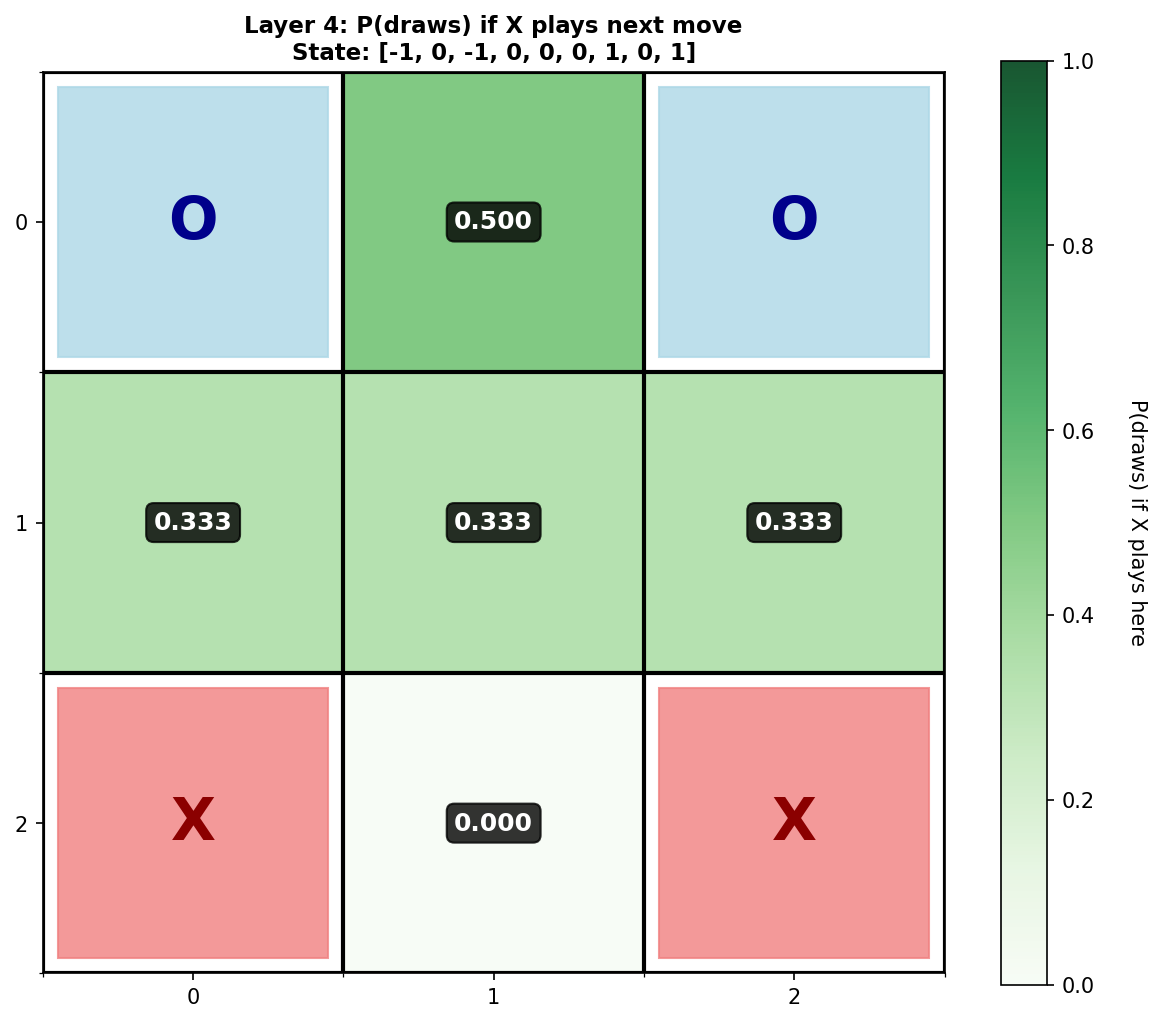 Layer 4: P(draws) if X plays next move
State: [-1, 0, -1, 0, 0, 0, 1, 0, 1]
0
O
0.500
O
1
0.333
0.333
0.333
2
X
0.000
X
0
1
2
1.0
0.8
0.6
0.4
0.2
0.0
P(draws) if X plays here